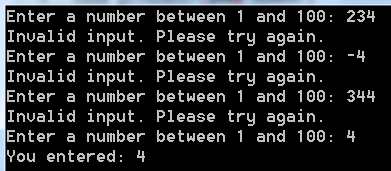 Enter a number between 1 and 100: 234
Invalid input. Please try again.
Enter a number between 1 and 100: -4
Invalid input. Please try again.
Enter a number between 1 and 100: 344
Invalid input. Please try again.
Enter a number between 1 and 100: 4
You entered: 4